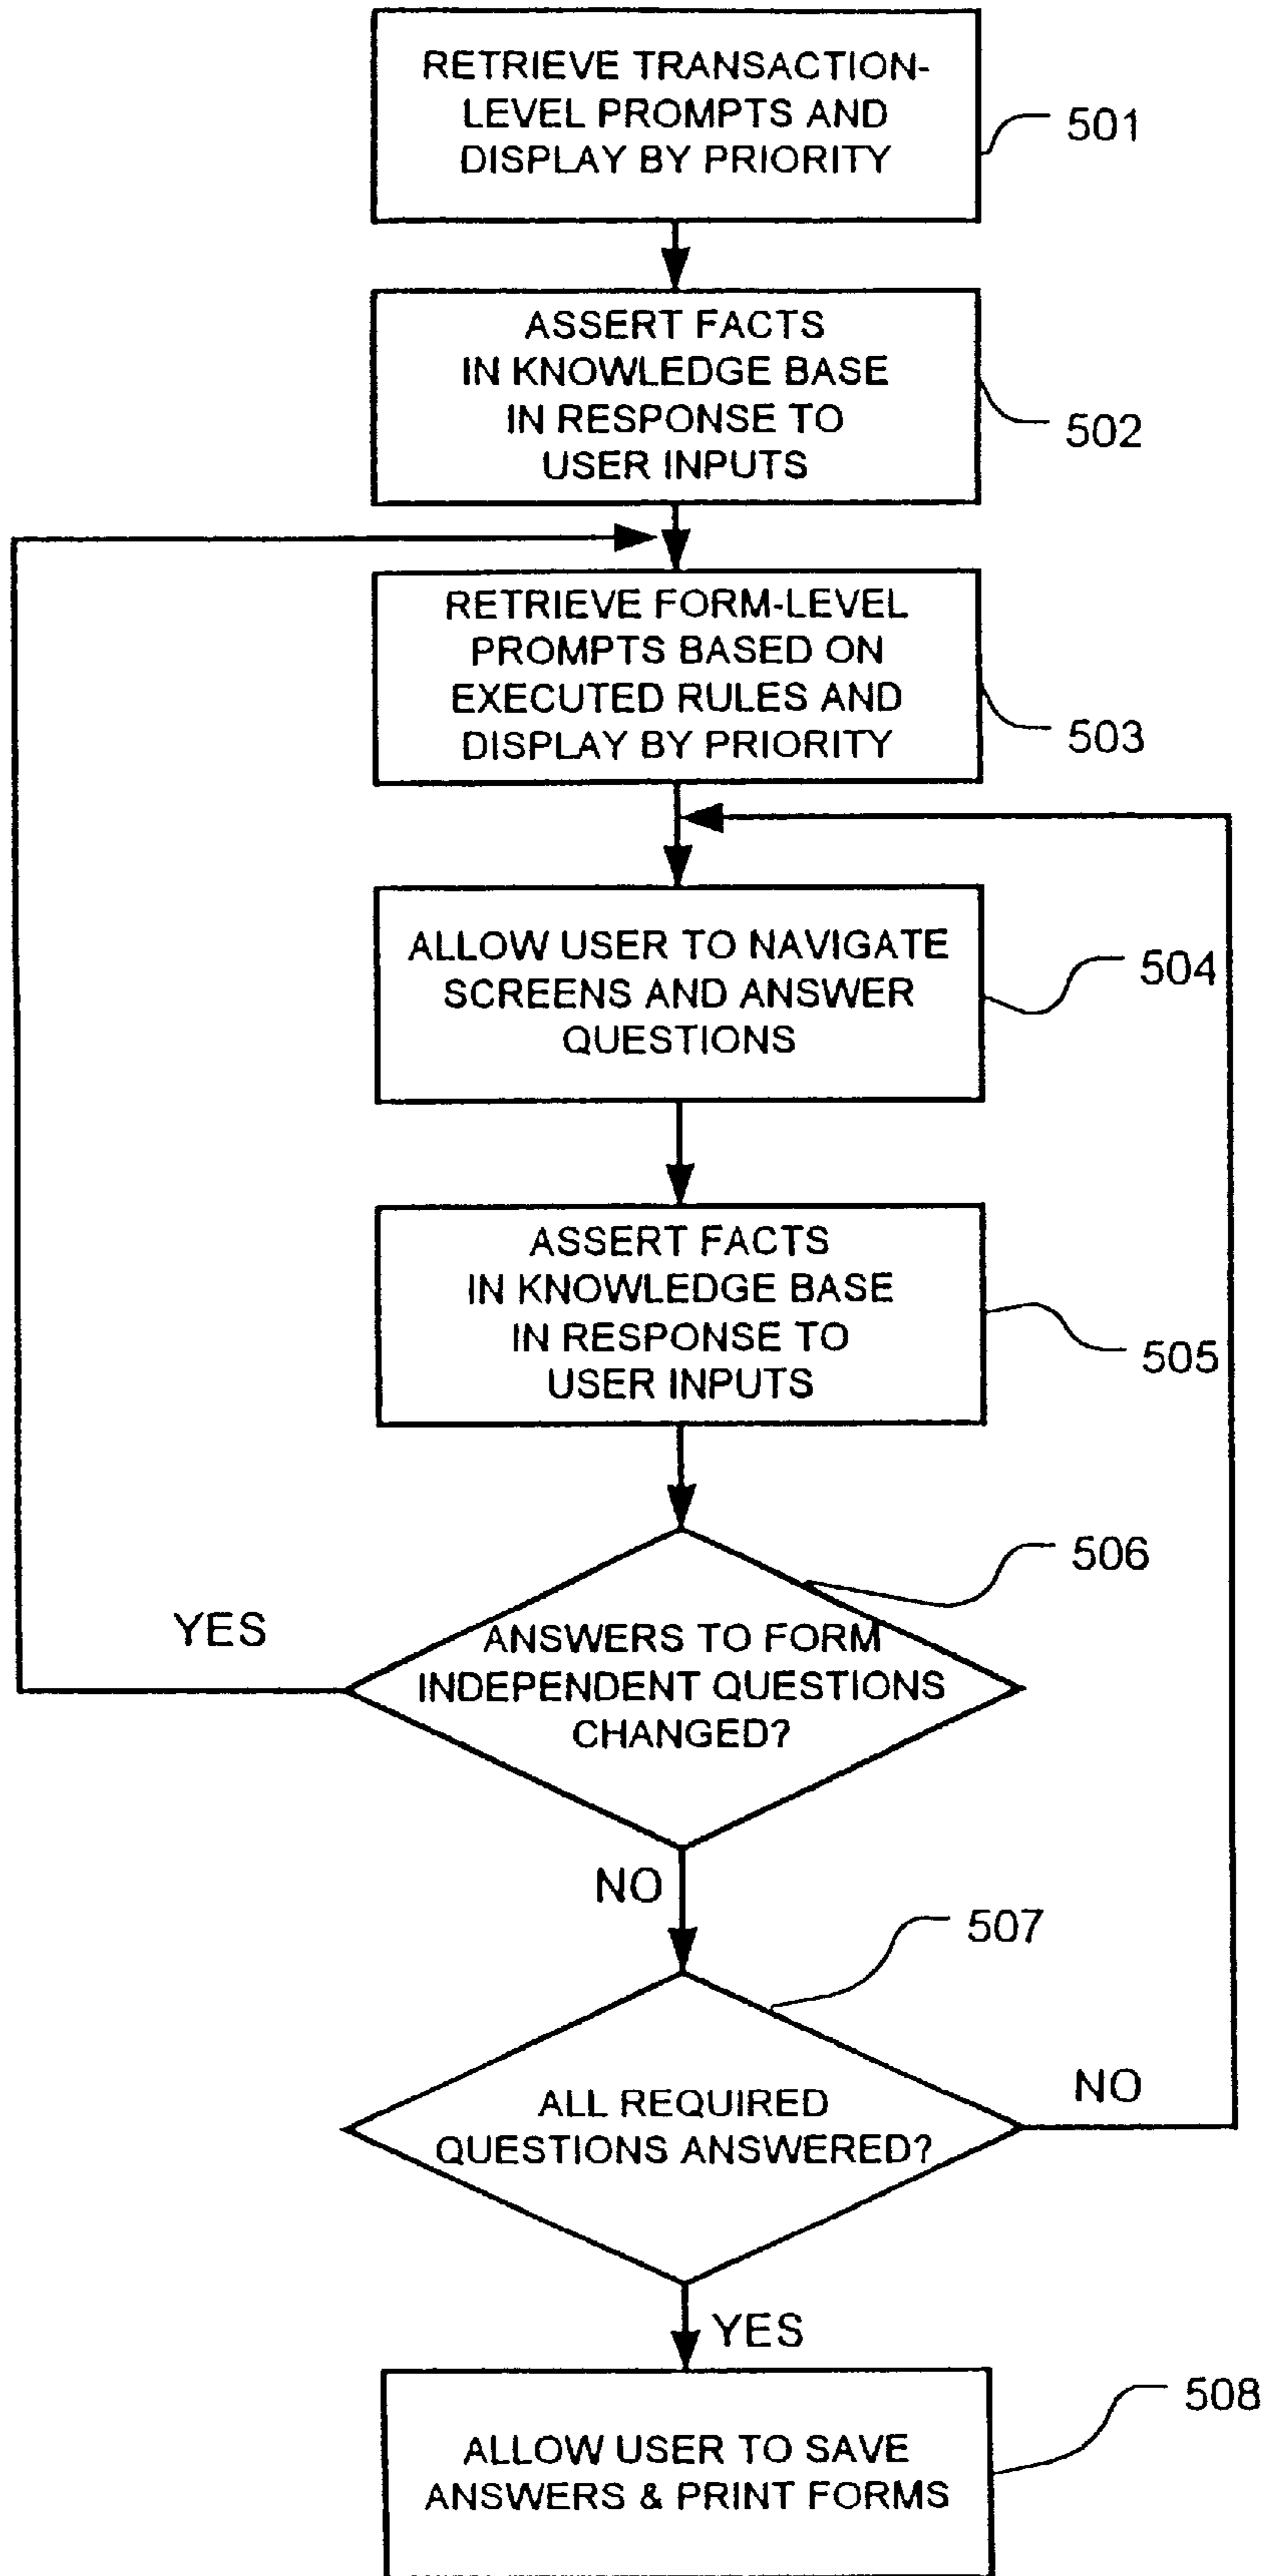 RETRIEVE TRANSACTION-
LEVEL PROMPTS AND
DISPLAY BY PRIORITY
501
ASSERT FACTS
IN KNOWLEDGE BASE
IN RESPONSE TO
USER INPUTS
502
RETRIEVE FORM-LEVEL
PROMPTS BASED ON
EXECUTED RULES AND
DISPLAY BY PRIORITY
503
ALLOW USER TO NAVIGATE
SCREENS AND ANSWER
QUESTIONS
504
ASSERT FACTS
IN KNOWLEDGE BASE
IN RESPONSE TO
USER INPUTS
505
506
YES
ANSWERS TO FORM
INDEPENDENT QUESTIONS
CHANGED?
NO
507
NO
ALL REQUIRED
QUESTIONS ANSWERED?
YES
508
ALLOW USER TO SAVE
ANSWERS & PRINT FORMS